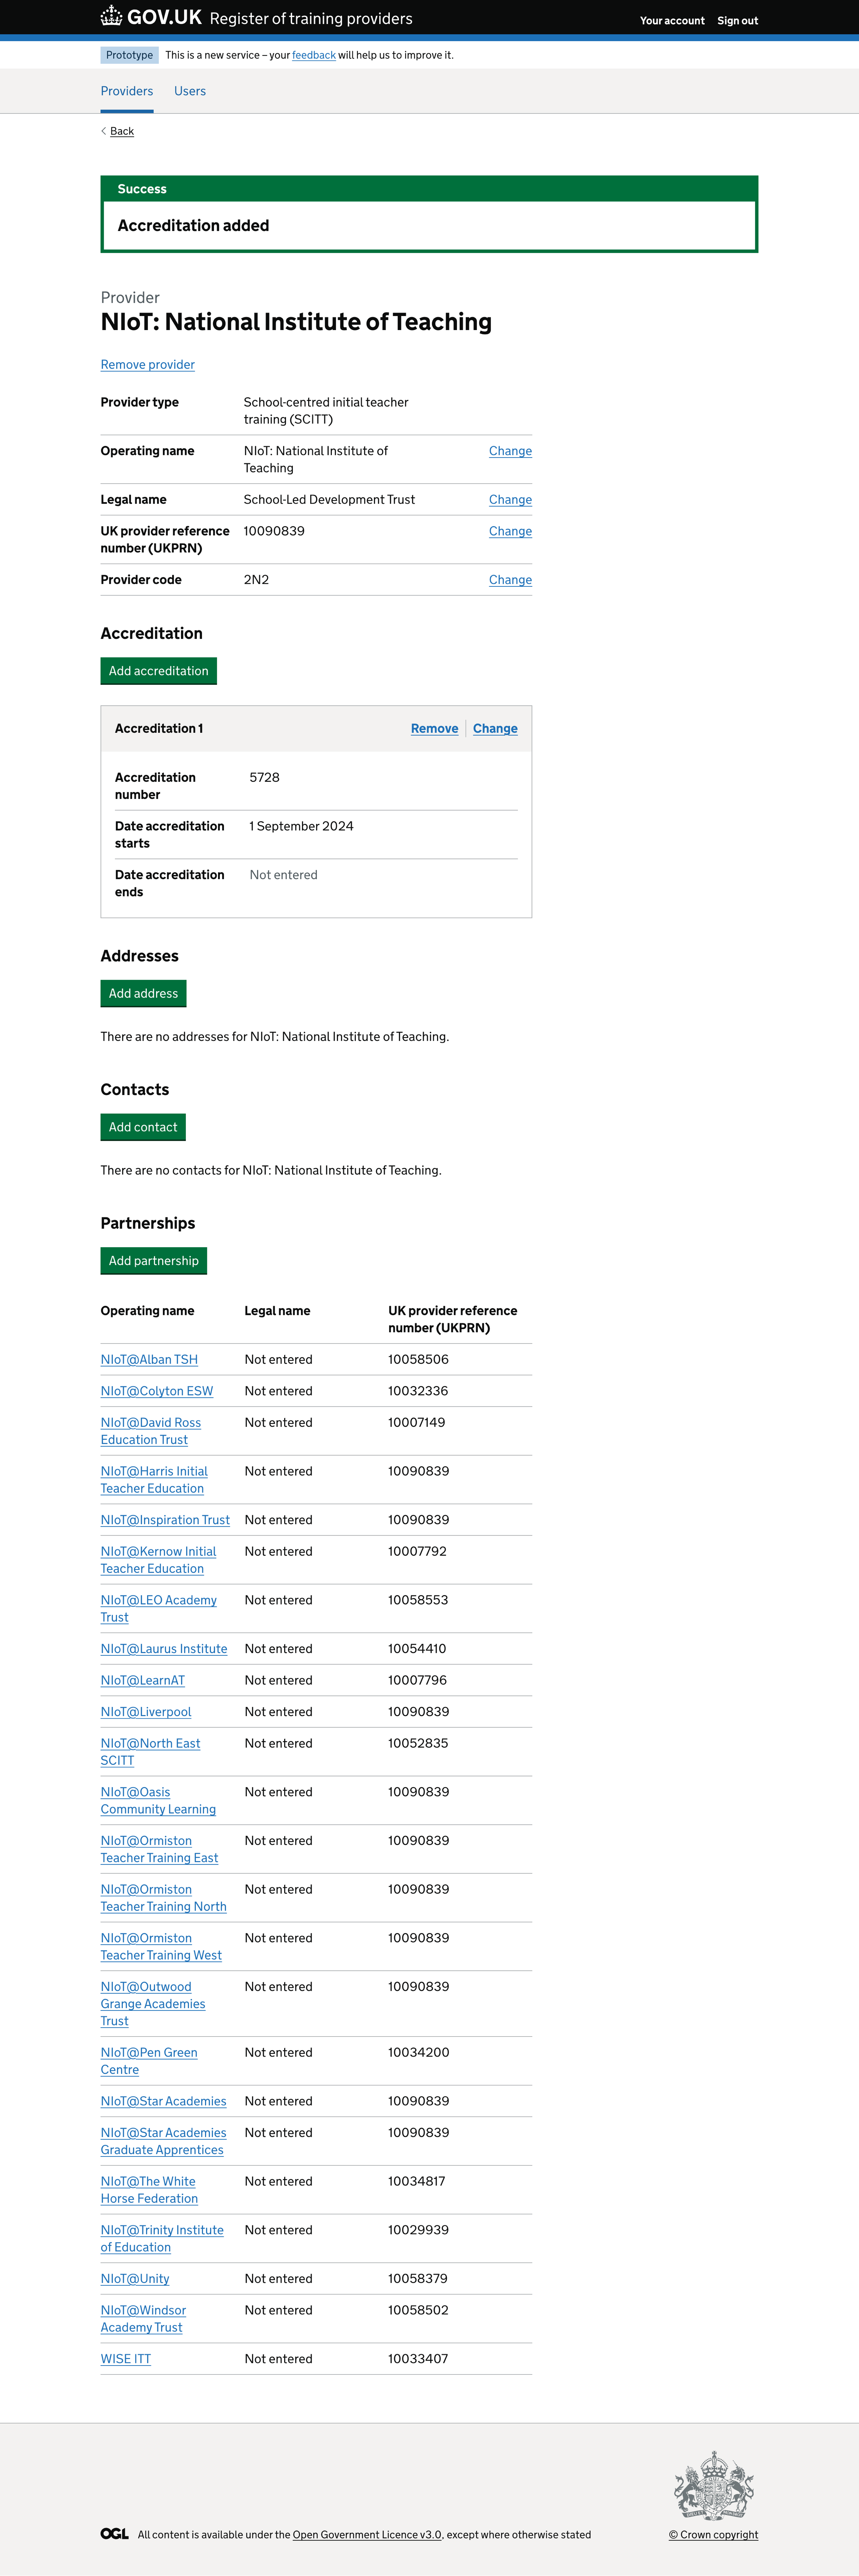 GOV.UK Register of training providers Your account Sign out
Prototype This is a new service – your feedback will help us to improve it.
Providers Users
Back
Success
Accreditation added
Provider
NIoT: National Institute of Teaching
Remove provider
Provider type School-centred initial teacher
training (SCITT)
Operating name NIoT: National Institute of Change
Teaching
Legal name School-Led Development Trust Change
UK provider reference 10090839 Change
number (UKPRN)
Provider code 2N2 Change
Accreditation
Add accreditation
Accreditation 1 Remove Change
Accreditation 5728
number
Date accreditation 1 September 2024
starts
Date accreditation Not entered
ends
Addresses
Add address
There are no addresses for NIoT: National Institute of Teaching.
Contacts
Add contact
There are no contacts for NIoT: National Institute of Teaching.
Partnerships
Add partnership
Operating name Legal name UK provider reference
number (UKPRN)
NIoT@Alban TSH Not entered 10058506
NIoT@Colyton ESW Not entered 10032336
NIoT@David Ross Not entered 10007149
Education Trust
NIoT@Harris Initial Not entered 10090839
Teacher Education
NIoT@Inspiration Trust Not entered 10090839
NIoT@Kernow Initial Not entered 10007792
Teacher Education
NIoT@LEO Academy Not entered 10058553
Trust
NIoT@Laurus Institute Not entered 10054410
NIoT@LearnAT Not entered 10007796
NIoT@Liverpool Not entered 10090839
NIoT@North East Not entered 10052835
SCITT
NIoT@Oasis Not entered 10090839
Community Learning
NIoT@Ormiston Not entered 10090839
Teacher Training East
NIoT@Ormiston Not entered 10090839
Teacher Training North
NIoT@Ormiston Not entered 10090839
Teacher Training West
NIoT@Outwood Not entered 10090839
Grange Academies
Trust
NIoT@Pen Green Not entered 10034200
Centre
NIoT@Star Academies Not entered 10090839
NIoT@Star Academies Not entered 10090839
Graduate Apprentices
NIoT@The White Not entered 10034817
Horse Federation
NIoT@Trinity Institute Not entered 10029939
of Education
NIoT@Unity Not entered 10058379
NIoT@Windsor Not entered 10058502
Academy Trust
WISE ITT Not entered 10033407
OGL All content is available under the Open Government Licence v3.0, except where otherwise stated © Crown copyright